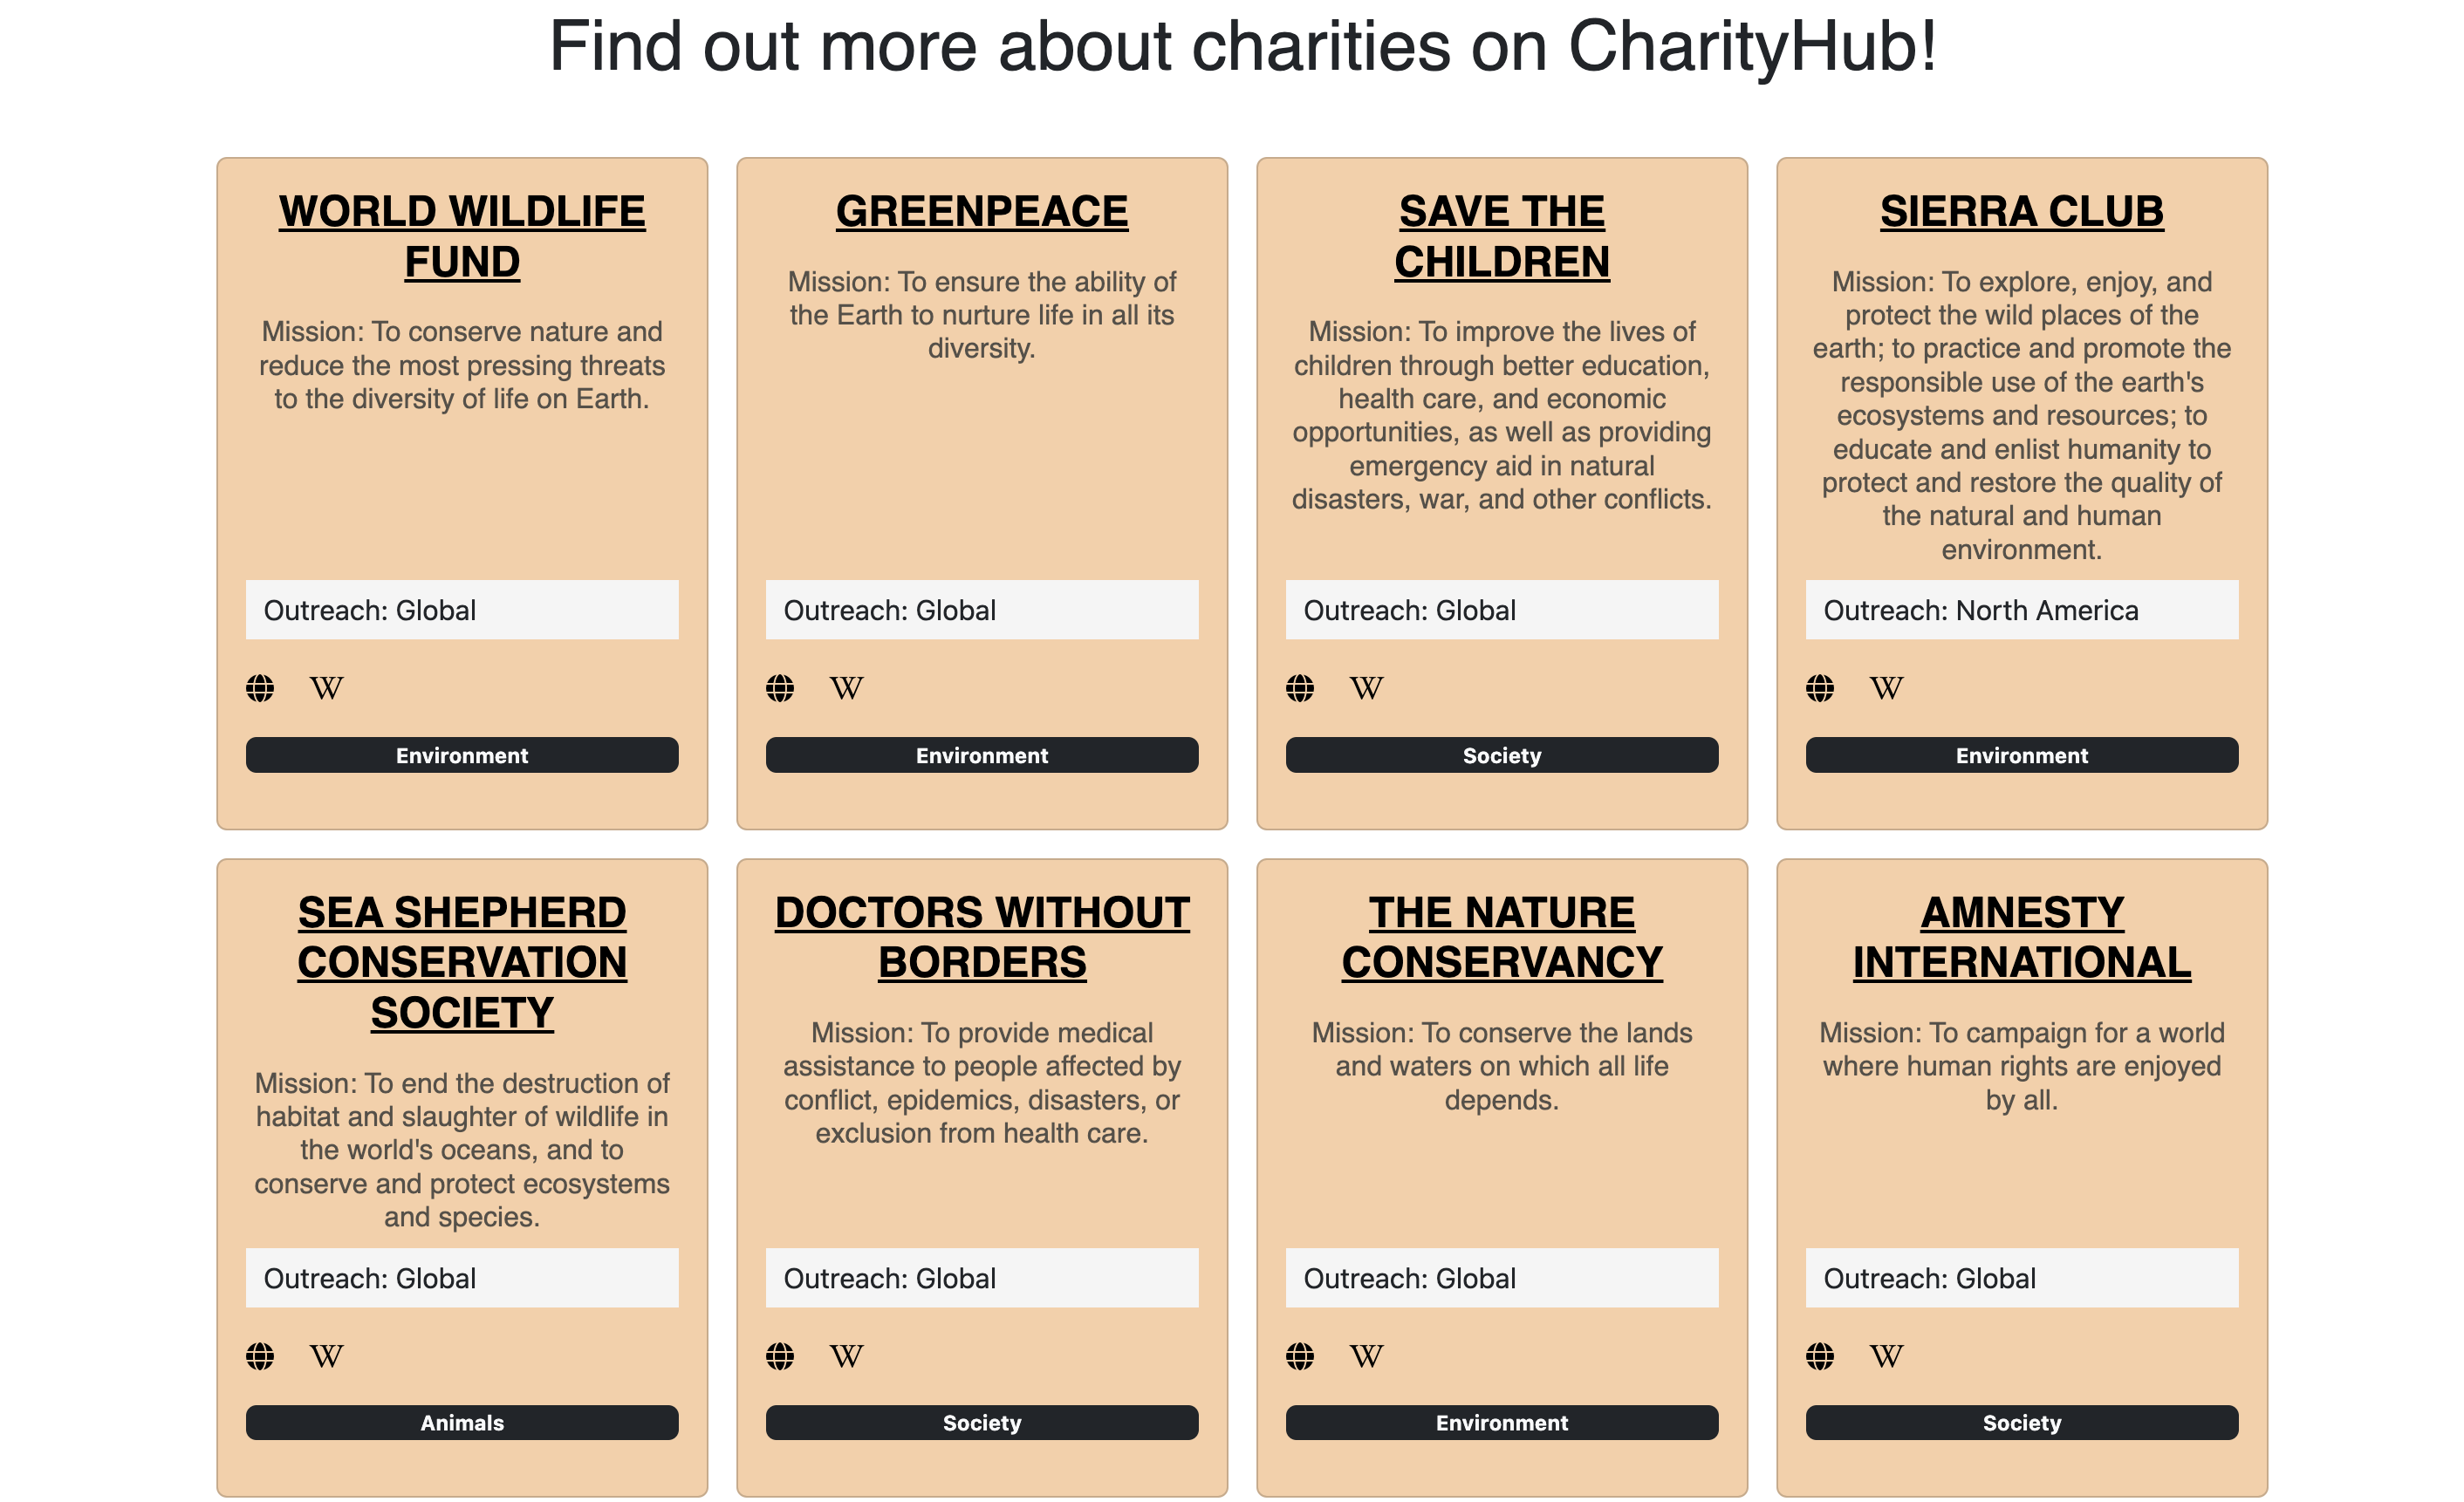 Find out more about charities on CharityHub!
WORLD WILDLIFE
FUND
Mission: To conserve nature and
reduce the most pressing threats
to the diversity of life on Earth.
Outreach: Global
W
Environment
GREENPEACE
Mission: To ensure the ability of
the Earth to nurture life in all its
diversity.
Outreach: Global
W
Environment
SAVE THE
CHILDREN
Mission: To improve the lives of
children through better education,
health care, and economic
opportunities, as well as providing
emergency aid in natural
disasters, war, and other conflicts.
Outreach: Global
W
Society
SIERRA CLUB
Mission: To explore, enjoy, and
protect the wild places of the
earth; to practice and promote the
responsible use of the earth's
ecosystems and resources; to
educate and enlist humanity to
protect and restore the quality of
the natural and human
environment.
Outreach: North America
W
Environment
SEA SHEPHERD
CONSERVATION
SOCIETY
Mission: To end the destruction of
habitat and slaughter of wildlife in
the world's oceans, and to
conserve and protect ecosystems
and species.
Outreach: Global
W
Animals
DOCTORS WITHOUT
BORDERS
Mission: To provide medical
assistance to people affected by
conflict, epidemics, disasters, or
exclusion from health care.
Outreach: Global
W
Society
THE NATURE
CONSERVANCY
Mission: To conserve the lands
and waters on which all life
depends.
Outreach: Global
W
Environment
AMNESTY
INTERNATIONAL
Mission: To campaign for a world
where human rights are enjoyed
by all.
Outreach: Global
W
Society